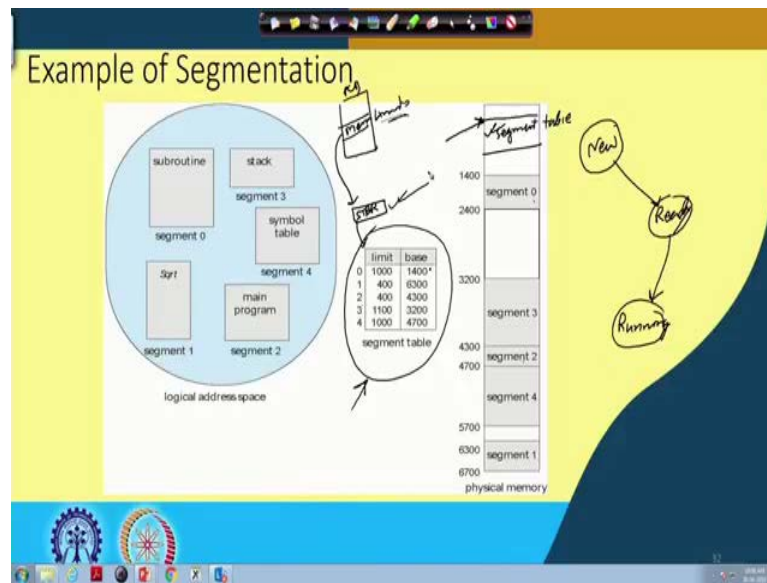 Example of Segmentation
subroutine
segment 0
stack
segment 3
symbol
table
segment 4
Sqrt
segment 1
main
program
segment 2
logical address space
STBR
limit base
0 1000 1400
1 400 6300
2 400 4300
3 1100 3200
4 1000 4700
segment table
segment table
1400
segment 0
2400
3200
segment 3
4300
segment 2
4700
segment 4
5700
6300
segment 1
6700
physical memory
New
Ready
Running